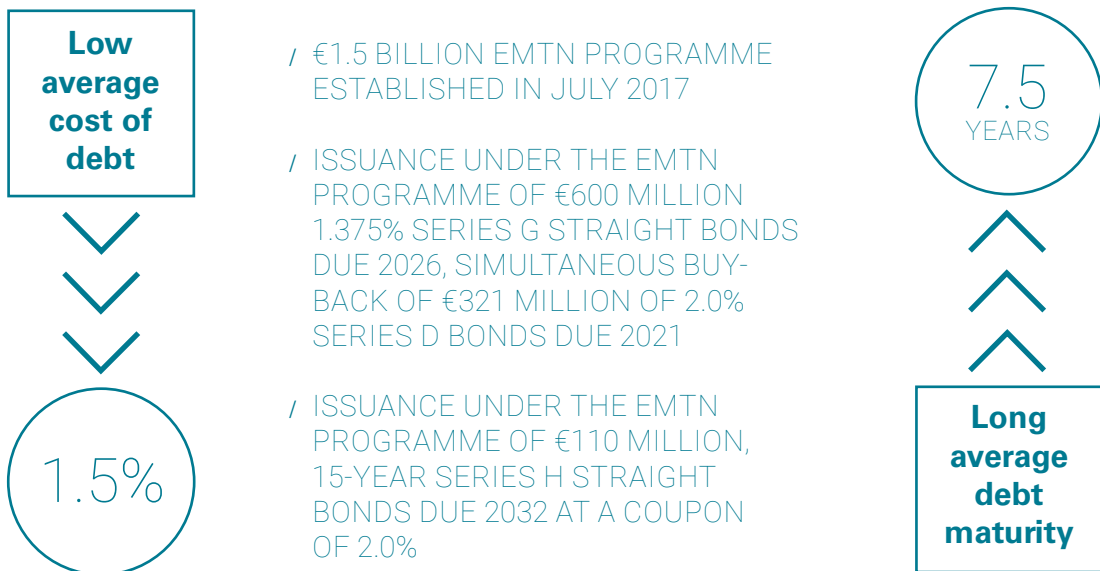 Low
average
cost of
debt
1.5%
/ €1.5 BILLION EMTN PROGRAMME
ESTABLISHED IN JULY 2017
/ ISSUANCE UNDER THE EMTN
PROGRAMME OF €600 MILLION
1.375% SERIES G STRAIGHT BONDS
DUE 2026, SIMULTANEOUS BUY-
BACK OF €321 MILLION OF 2.0%
SERIES D BONDS DUE 2021
/ ISSUANCE UNDER THE EMTN
PROGRAMME OF €110 MILLION,
15-YEAR SERIES H STRAIGHT
BONDS DUE 2032 AT A COUPON
OF 2.0%
7.5
YEARS
Long
average
debt
maturity